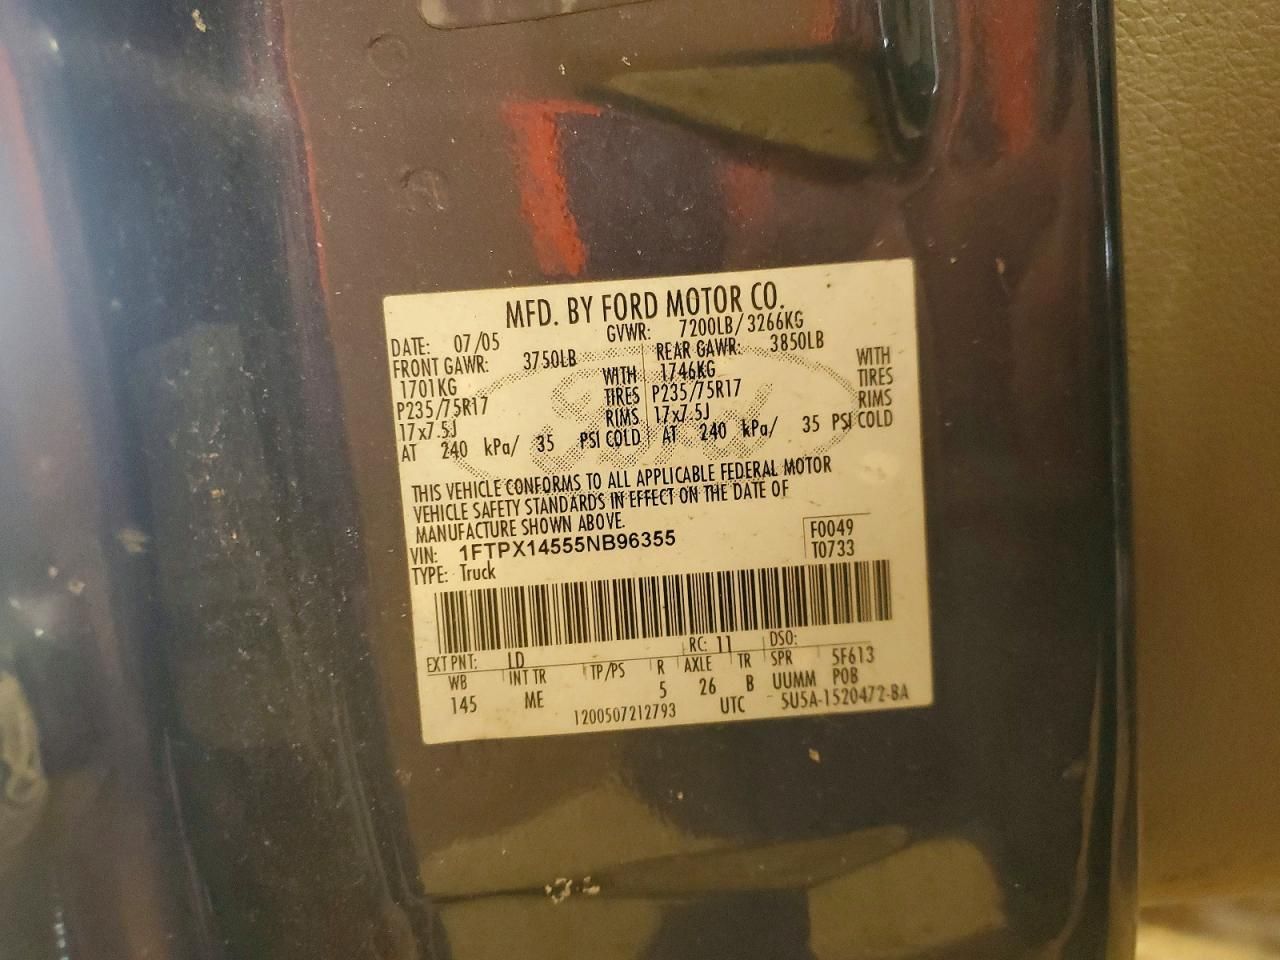 MFD. BY FORD MOTOR CO.
DATE: 07/05 GVWR: 7200LB/3266KG
FRONT GAWR: 3750LB REAR GAWR: 3850LB
1701KG WITH 1746KG WITH
P235/75R17 TIRES P235/75R17 TIRES
17x7.5J RIMS 17x7.5J RIMS
AT 240 kPa/ 35 PSI COLD AT 240 kPa/ 35 PSI COLD
THIS VEHICLE CONFORMS TO ALL APPLICABLE FEDERAL MOTOR
VEHICLE SAFETY STANDARDS IN EFFECT ON THE DATE OF
MANUFACTURE SHOWN ABOVE.
VIN: 1FTPX14555NB96355 F0049
TYPE: Truck T0733
EXT PNT: LD RC: 11 DSO:
WB INT TR TP/PS R AXLE TR SPR 5F613
145 ME 5 26 B UUMM POB
1200507212793 UTC 5U5A-1520472-BA